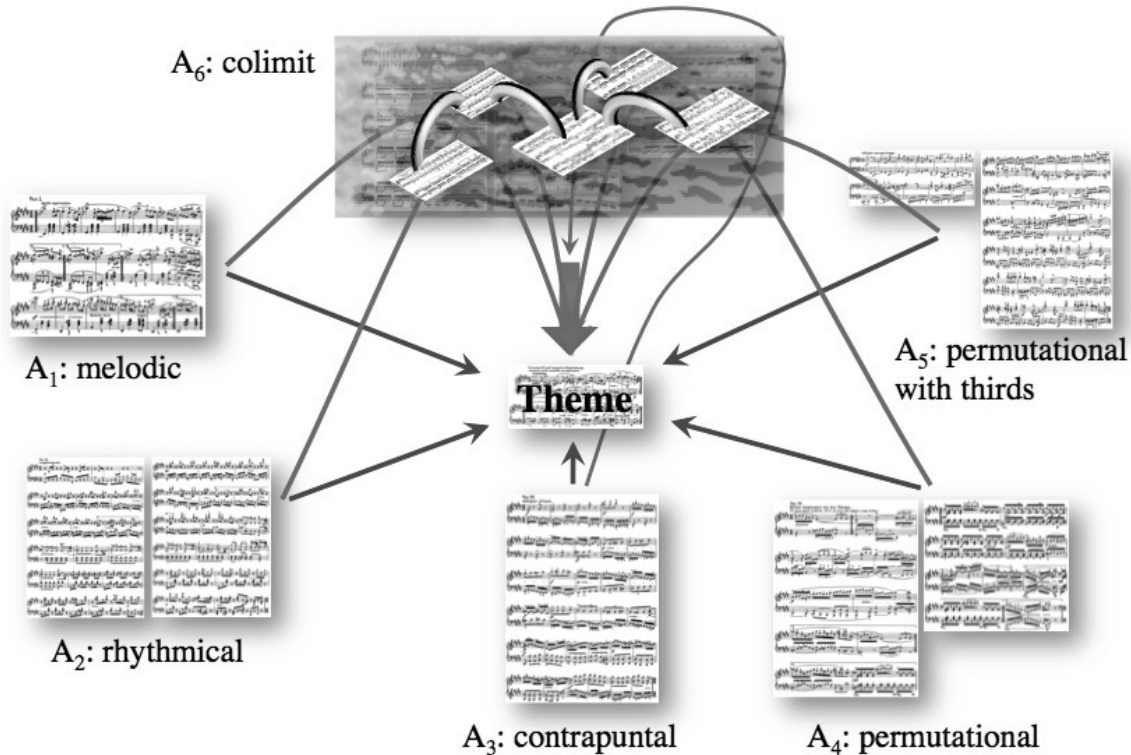 A₆: colimit
A₁: melodic
Theme
A₅: permutational
with thirds
A₂: rhythmical
A₃: contrapuntal
A₄: permutational